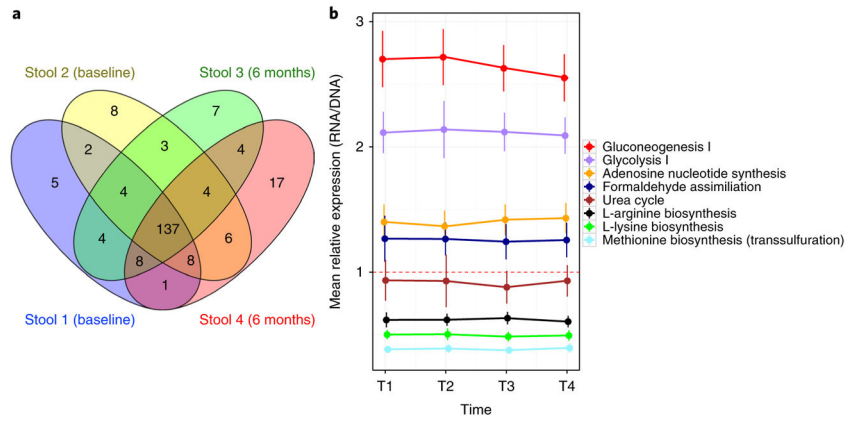 a
Stool 2 (baseline)
Stool 3 (6 months)
8
7
2
3
4
5
4
4
17
137
4
6
8
8
1
Stool 1 (baseline)
Stool 4 (6 months)
b
Mean relative expression (RNA/DNA)
3
2
1
T1
T2
T3
T4
Time
Gluconeogenesis I
Glycolysis I
Adenosine nucleotide synthesis
Formaldehyde assimiliation
Urea cycle
L-arginine biosynthesis
L-lysine biosynthesis
Methionine biosynthesis (transsulfuration)